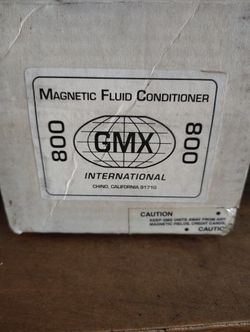 MAGNETIC FLUID CONDITIONER
800
GMX
800
INTERNATIONAL
CHINO, CALIFORNIA 91710
CAUTION
KEEP GMX UNITS AWAY FROM ANY
MAGNETIC FIELDS, CREDIT CARDS,
CAUTIO